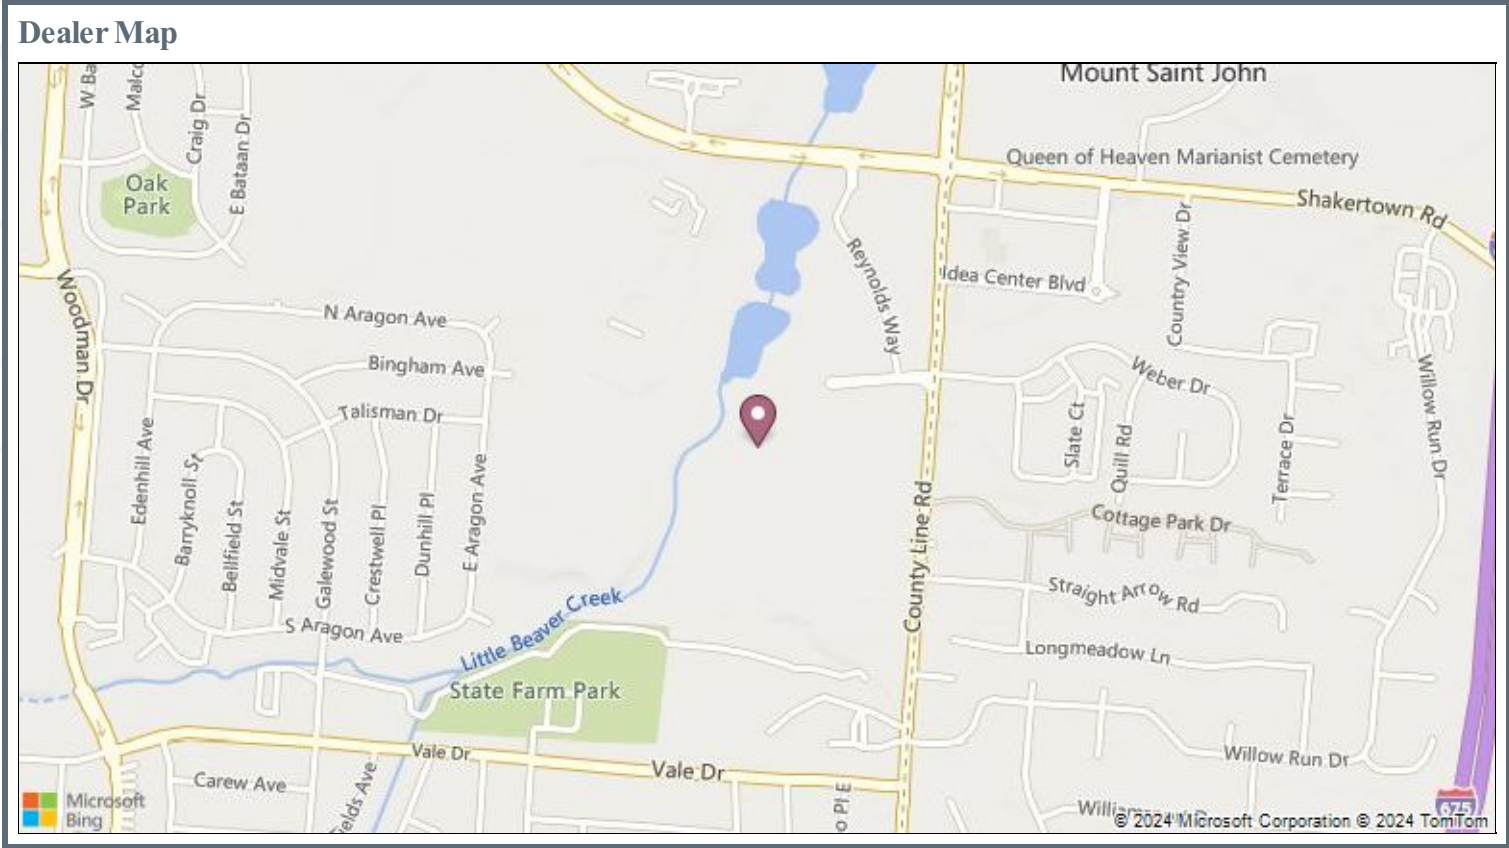 Dealer Map
Mount Saint John
W Ba
Malco
Craig Dr
E Bataan Dr
Oak
Park
Queen of Heaven Marianist Cemetery
Shakertown Rd
Country View Dr
Reynolds Way
Idea Center Blvd
Woodman Dr
N Aragon Ave
Bingham Ave
Talisman Dr
Weber Dr
Willow Run Dr
Slate Ct
Quill Rd
Terrace Dr
Edenhill Ave
Barryknoll St
Bellfield St
Midvale St
Galewood St
Crestwell Pl
Dunhill Pl
E Aragon Ave
County Line Rd
Cottage Park Dr
Straight Arrow Rd
Little Beaver Creek
S Aragon Ave
Longmeadow Ln
State Farm Park
Vale Dr
Vale Dr
Willow Run Dr
Carew Ave
ields Ave
o Pl E
675
Microsoft
Bing
© 2024 Microsoft Corporation © 2024 TomTom